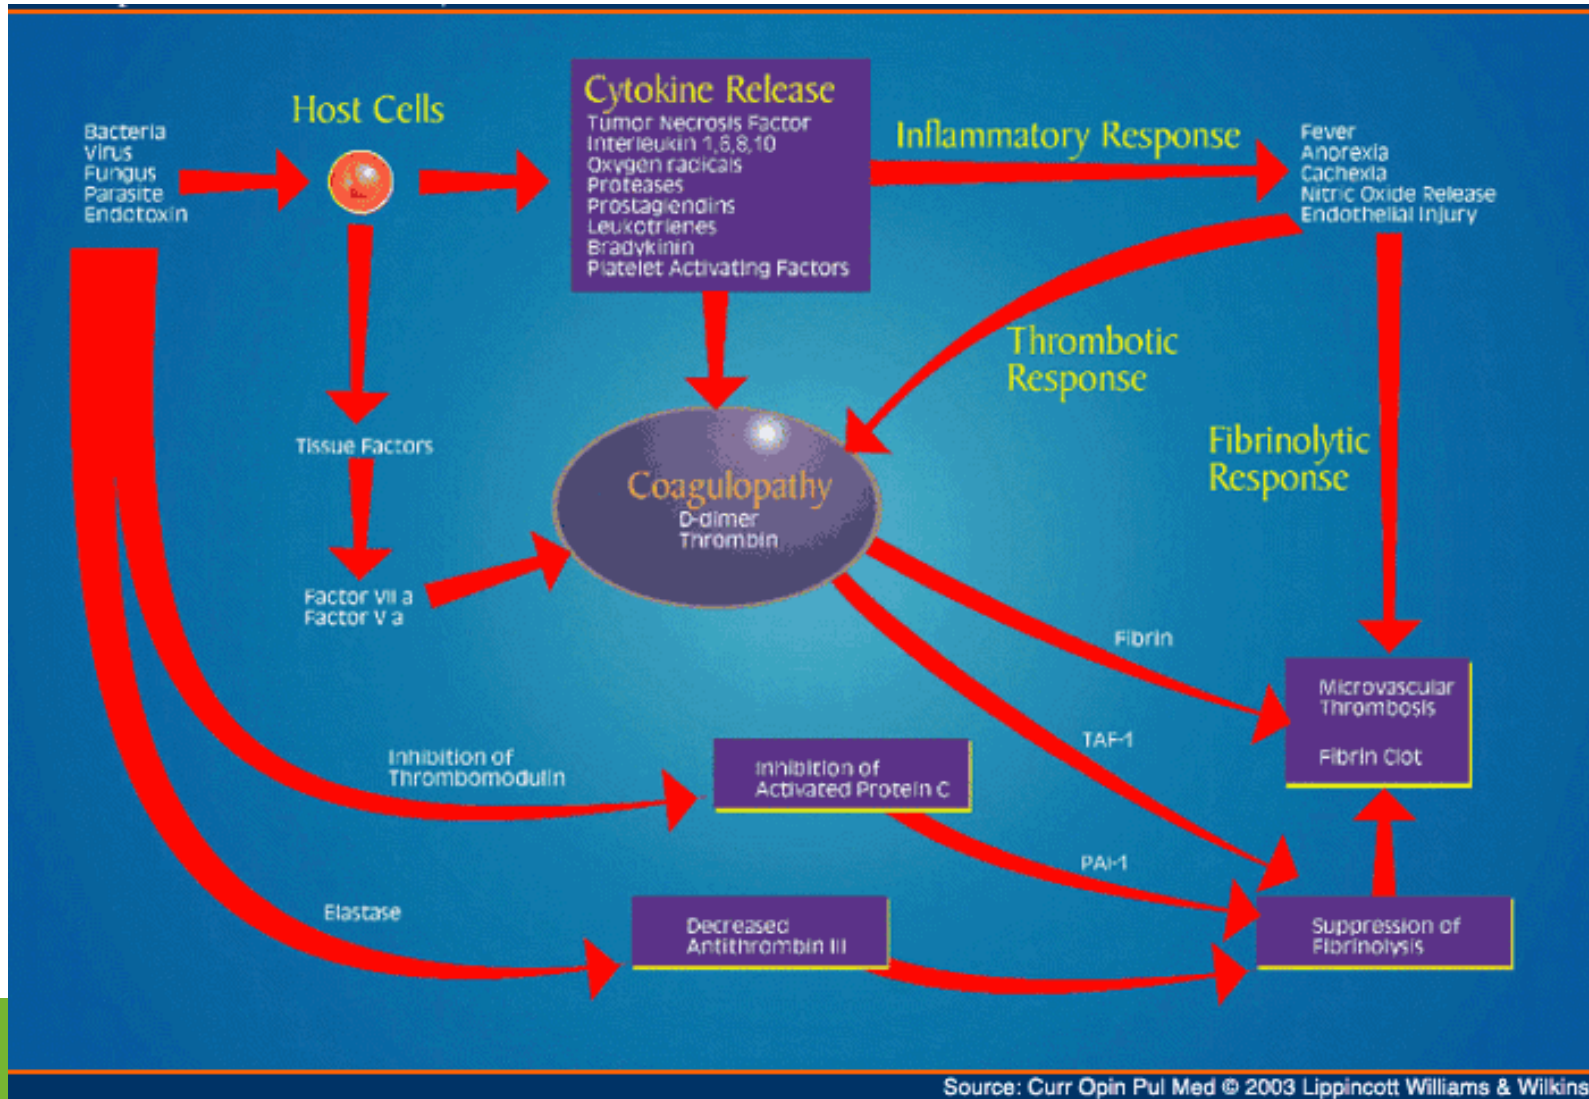 Host Cells
Bacteria
Virus
Fungus
Parasite
Endotoxin
Cytokine Release
Tumor Necrosis Factor
Interleukin 1,6,8,10
Oxygen radicals
Proteases
Prostaglendins
Leukotrienes
Bradykinin
Platelet Activating Factors
Inflammatory Response
Fever
Anorexia
Cachexia
Nitric Oxide Release
Endothelial Injury
Thrombotic
Response
Fibrinolytic
Response
Tissue Factors
Coagulopathy
D-dimer
Thrombin
Factor VII a
Factor V a
Fibrin
Microvascular
Thrombosis
Fibrin Clot
TAF-1
Inhibition of
Thrombomodulin
Inhibition of
Activated Protein C
PAI-1
Elastase
Decreased
Antithrombin III
Suppression of
Fibrinolysis
Source: Curr Opin Pul Med © 2003 Lippincott Williams & Wilkins